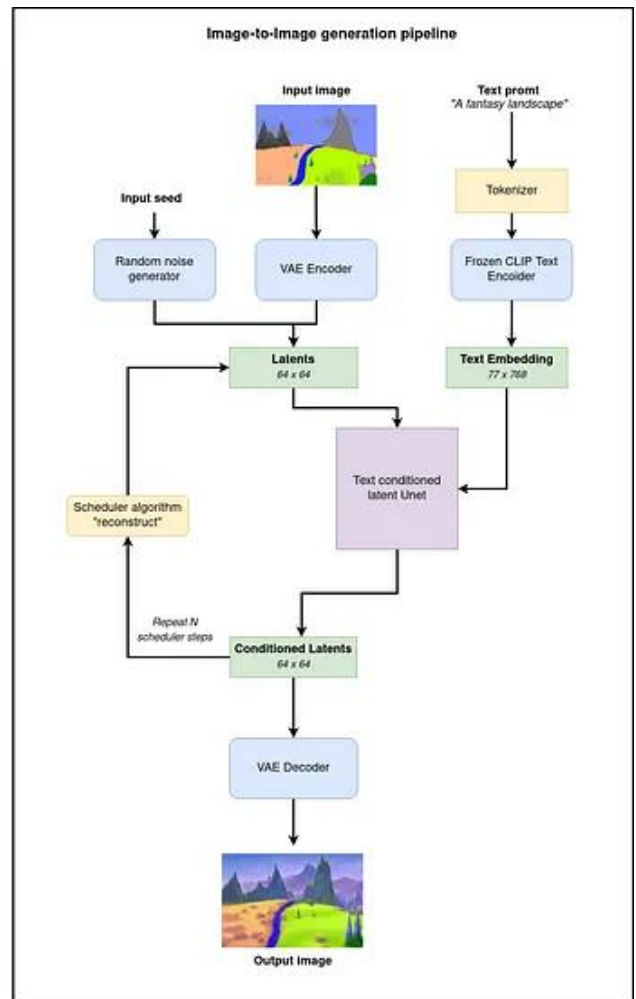 Image-to-Image generation pipeline
Input image
Text promt
"A fantasy landscape"
Tokenizer
Input seed
Random noise
generator
VAE Encoder
Frozen CLIP Text
Encoider
Latents
64 x 64
Text Embedding
77 x 768
Text conditioned
latent Unet
Scheduler algorithm
"reconstruct"
Repeat N
scheduler steps
Conditioned Latents
64 x 64
VAE Decoder
Output image